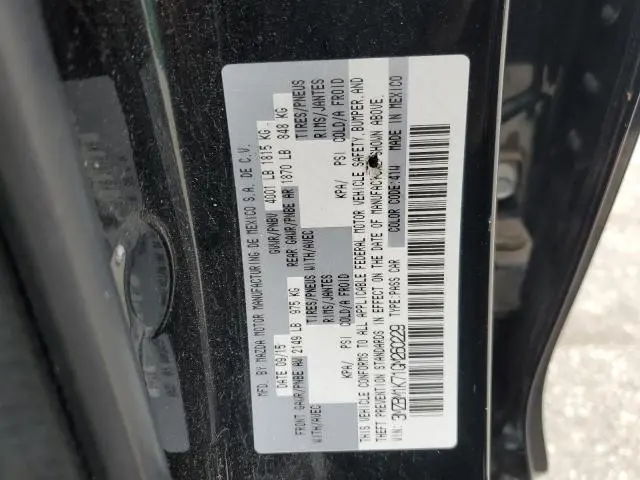 MFD. BY MAZDA MOTOR MANUFACTURING DE MEXICO S.A. DE C.V.
DATE 09/15 GVWR/PNBV 4001 LB 1815 KG
FRONT GAWR/PNBE AV 2149 LB 975 KG REAR GAWR/PNBE AR 1870 LB 848 KG
WITH/AVEC TIRES/PNEUS WITH/AVEC TIRES/PNEUS
RIMS/JANTES RIMS/JANTES
KPA/ PSI COLD/A FROID KPA/ PSI COLD/A FROID
THIS VEHICLE CONFORMS TO ALL APPLICABLE FEDERAL MOTOR VEHICLE SAFETY, BUMPER, AND
THEFT PREVENTION STANDARDS IN EFFECT ON THE DATE OF MANUFACTURE SHOWN ABOVE.
VIN: 3MZBM1K71GM260229 TYPE:PASS CAR COLOR CODE:41W MADE IN MEXICO